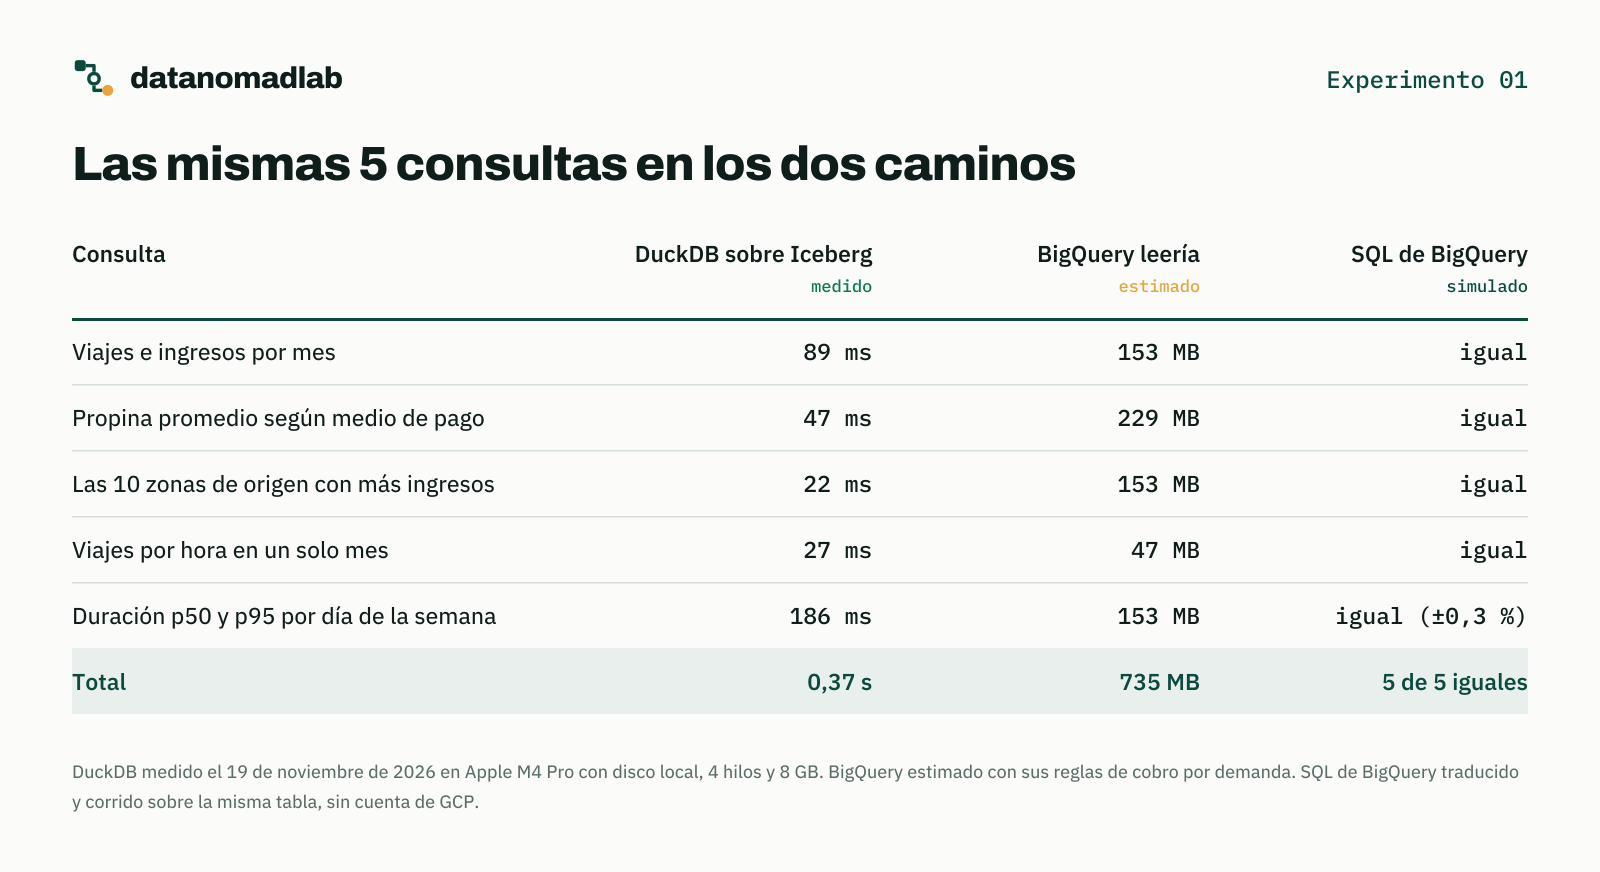 datanomadlab
Experimento 01
Las mismas 5 consultas en los dos caminos
Consulta DuckDB sobre Iceberg BigQuery leería SQL de BigQuery
medido estimado simulado
Viajes e ingresos por mes 89 ms 153 MB igual
Propina promedio según medio de pago 47 ms 229 MB igual
Las 10 zonas de origen con más ingresos 22 ms 153 MB igual
Viajes por hora en un solo mes 27 ms 47 MB igual
Duración p50 y p95 por día de la semana 186 ms 153 MB igual (±0,3 %)
Total 0,37 s 735 MB 5 de 5 iguales
DuckDB medido el 19 de noviembre de 2026 en Apple M4 Pro con disco local, 4 hilos y 8 GB. BigQuery estimado con sus reglas de cobro por demanda. SQL de BigQuery traducido
y corrido sobre la misma tabla, sin cuenta de GCP.